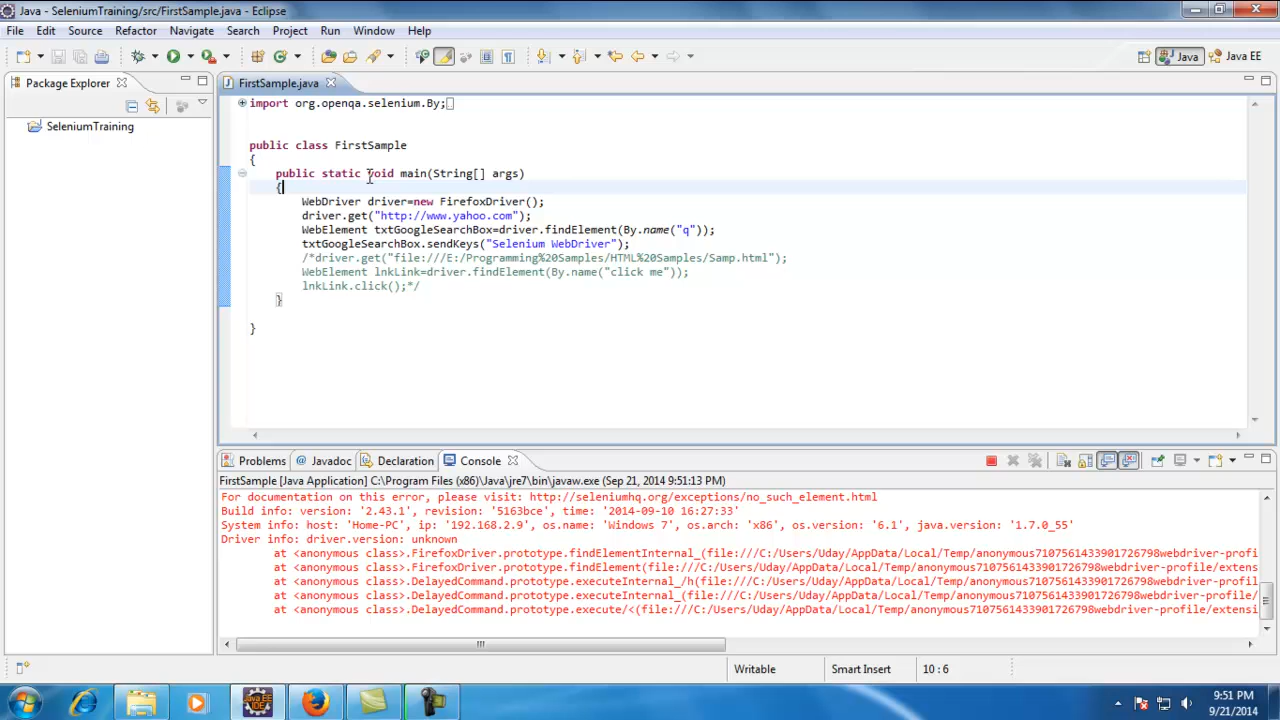 Java - SeleniumTraining/src/FirstSample.java - Eclipse
File Edit Source Refactor Navigate Search Project Run Window Help
Java Java EE
Package Explorer
FirstSample.java
SeleniumTraining
import org.openqa.selenium.By;
public class FirstSample
{
public static void main(String[] args)
{
WebDriver driver=new FirefoxDriver();
driver.get("http://www.yahoo.com");
WebElement txtGoogleSearchBox=driver.findElement(By.name("q"));
txtGoogleSearchBox.sendKeys("Selenium WebDriver");
/*driver.get("file:///E:/Programming%20Samples/HTML%20Samples/Samp.html");
WebElement lnkLink=driver.findElement(By.name("click me"));
lnkLink.click();*/
}
}
Problems @ Javadoc Declaration Console
FirstSample [Java Application] C:\Program Files (x86)\Java\jre7\bin\javaw.exe (Sep 21, 2014 9:51:13 PM)
For documentation on this error, please visit: http://seleniumhq.org/exceptions/no_such_element.html
Build info: version: '2.43.1', revision: '5163bce', time: '2014-09-10 16:27:33'
System info: host: 'Home-PC', ip: '192.168.2.9', os.name: 'Windows 7', os.arch: 'x86', os.version: '6.1', java.version: '1.7.0_55'
Driver info: driver.version: unknown
at <anonymous class>.FirefoxDriver.prototype.findElementInternal_(file:///C:/Users/Uday/AppData/Local/Temp/anonymous7107561433901726798webdriver-profi
at <anonymous class>.FirefoxDriver.prototype.findElement(file:///C:/Users/Uday/AppData/Local/Temp/anonymous7107561433901726798webdriver-profile/extens
at <anonymous class>.DelayedCommand.prototype.executeInternal_/h(file:///C:/Users/Uday/AppData/Local/Temp/anonymous7107561433901726798webdriver-profil
at <anonymous class>.DelayedCommand.prototype.executeInternal_(file:///C:/Users/Uday/AppData/Local/Temp/anonymous7107561433901726798webdriver-profile/
at <anonymous class>.DelayedCommand.prototype.execute/<(file:///C:/Users/Uday/AppData/Local/Temp/anonymous7107561433901726798webdriver-profile/extensi
Writable Smart Insert 10 : 6
Java EE IDE
9:51 PM
9/21/2014